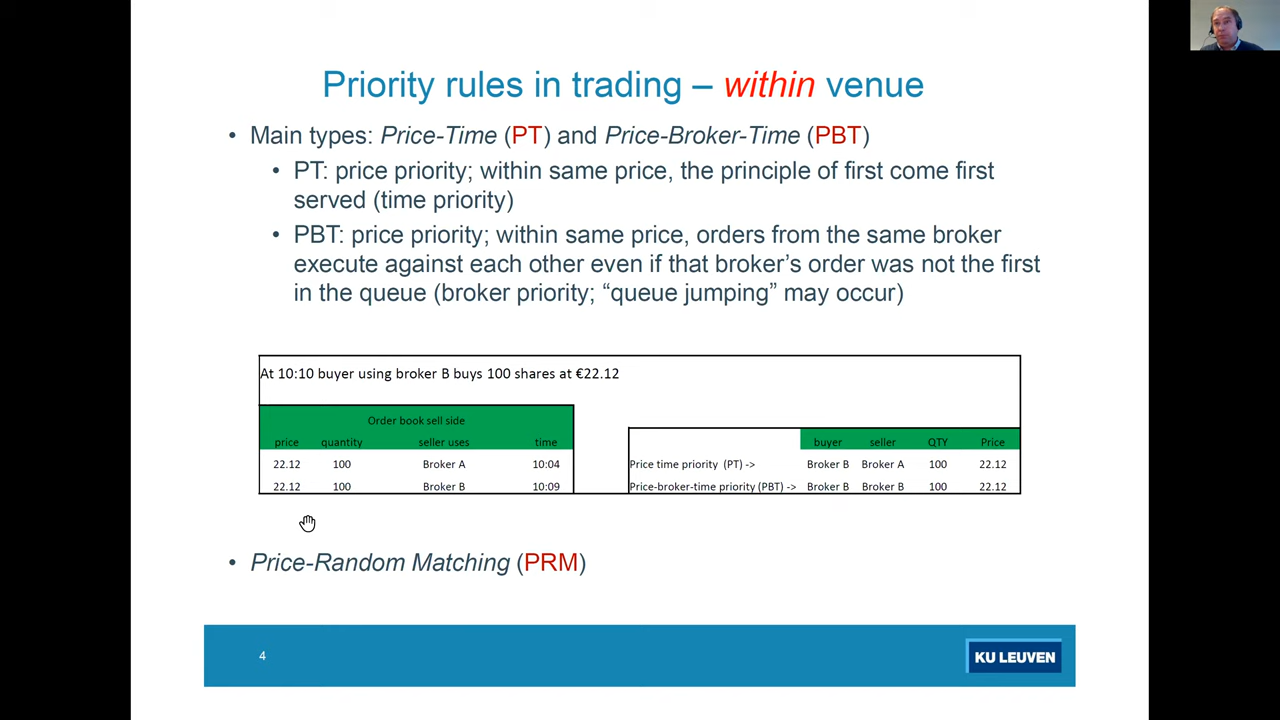 Priority rules in trading – within venue
• Main types: Price-Time (PT) and Price-Broker-Time (PBT)
• PT: price priority; within same price, the principle of first come first
served (time priority)
• PBT: price priority; within same price, orders from the same broker
execute against each other even if that broker’s order was not the first
in the queue (broker priority; “queue jumping” may occur)
At 10:10 buyer using broker B buys 100 shares at €22.12
Order book sell side
price quantity seller uses time
22.12 100 Broker A 10:04
22.12 100 Broker B 10:09
buyer seller QTY Price
Price time priority (PT) -> Broker B Broker A 100 22.12
Price-broker-time priority (PBT) -> Broker B Broker B 100 22.12
• Price-Random Matching (PRM)
4
KU LEUVEN